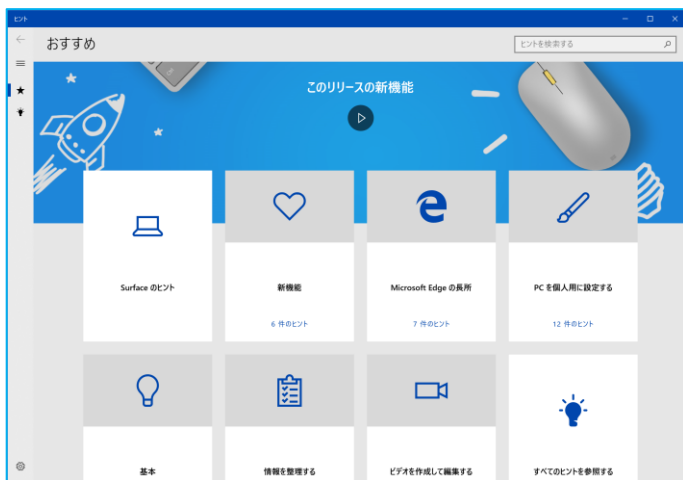 ヒント
おすすめ
ヒントを検索する
このリリースの新機能
Surface のヒント
新機能
6 件のヒント
Microsoft Edge の長所
7 件のヒント
PC を個人用に設定する
12 件のヒント
基本
情報を整理する
ビデオを作成して編集する
すべてのヒントを参照する